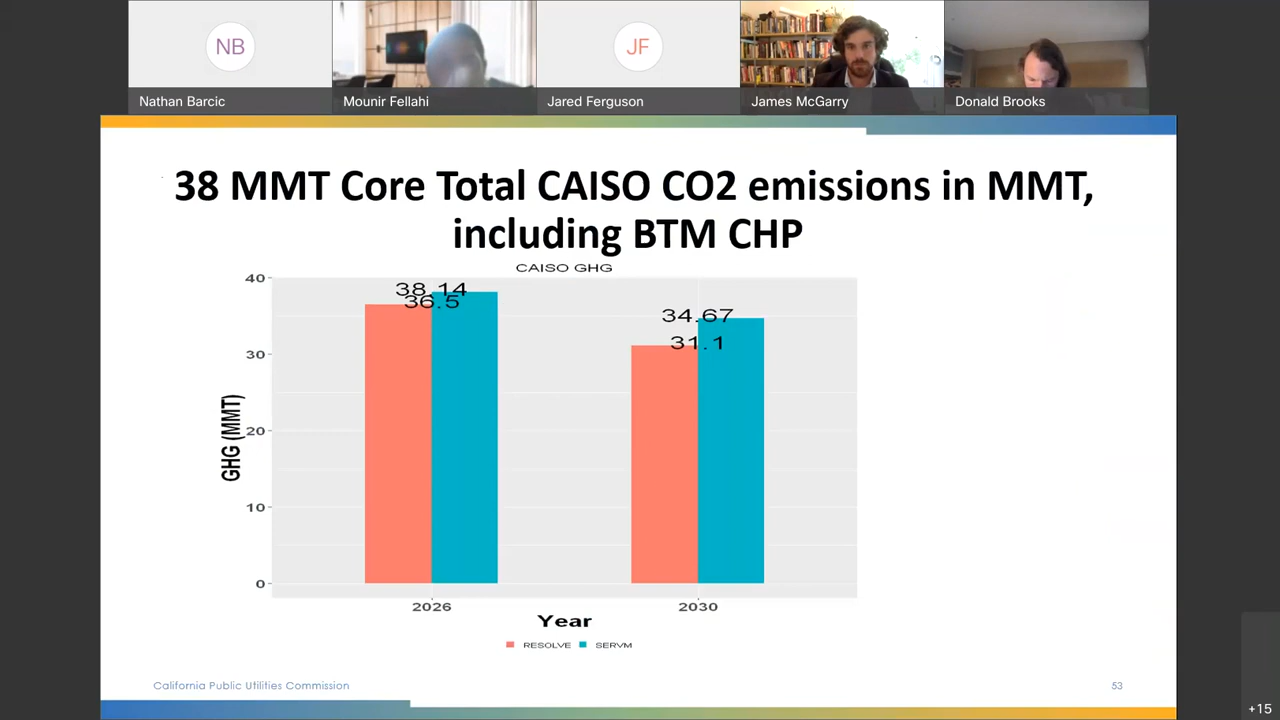 NB
JF
Nathan Barcic
Mounir Fellahi
Jared Ferguson
James McGarry
Donald Brooks
38 MMT Core Total CAISO CO2 emissions in MMT,
including BTM CHP
CAISO GHG
40
38.14
36.5
34.67
31.1
30
20
10
0
GHG (MMT)
2026
2030
Year
RESOLVE
SERVM
California Public Utilities Commission
53
+15